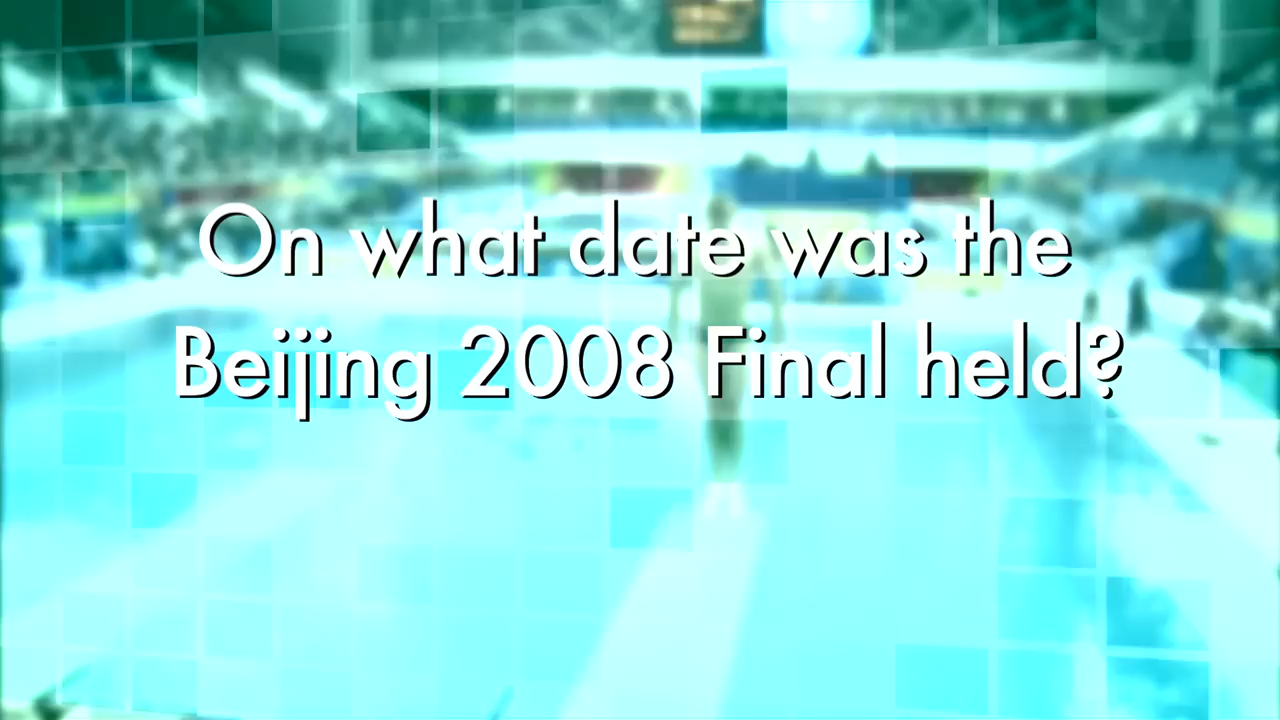 On what date was the
Beijing 2008 Final held?